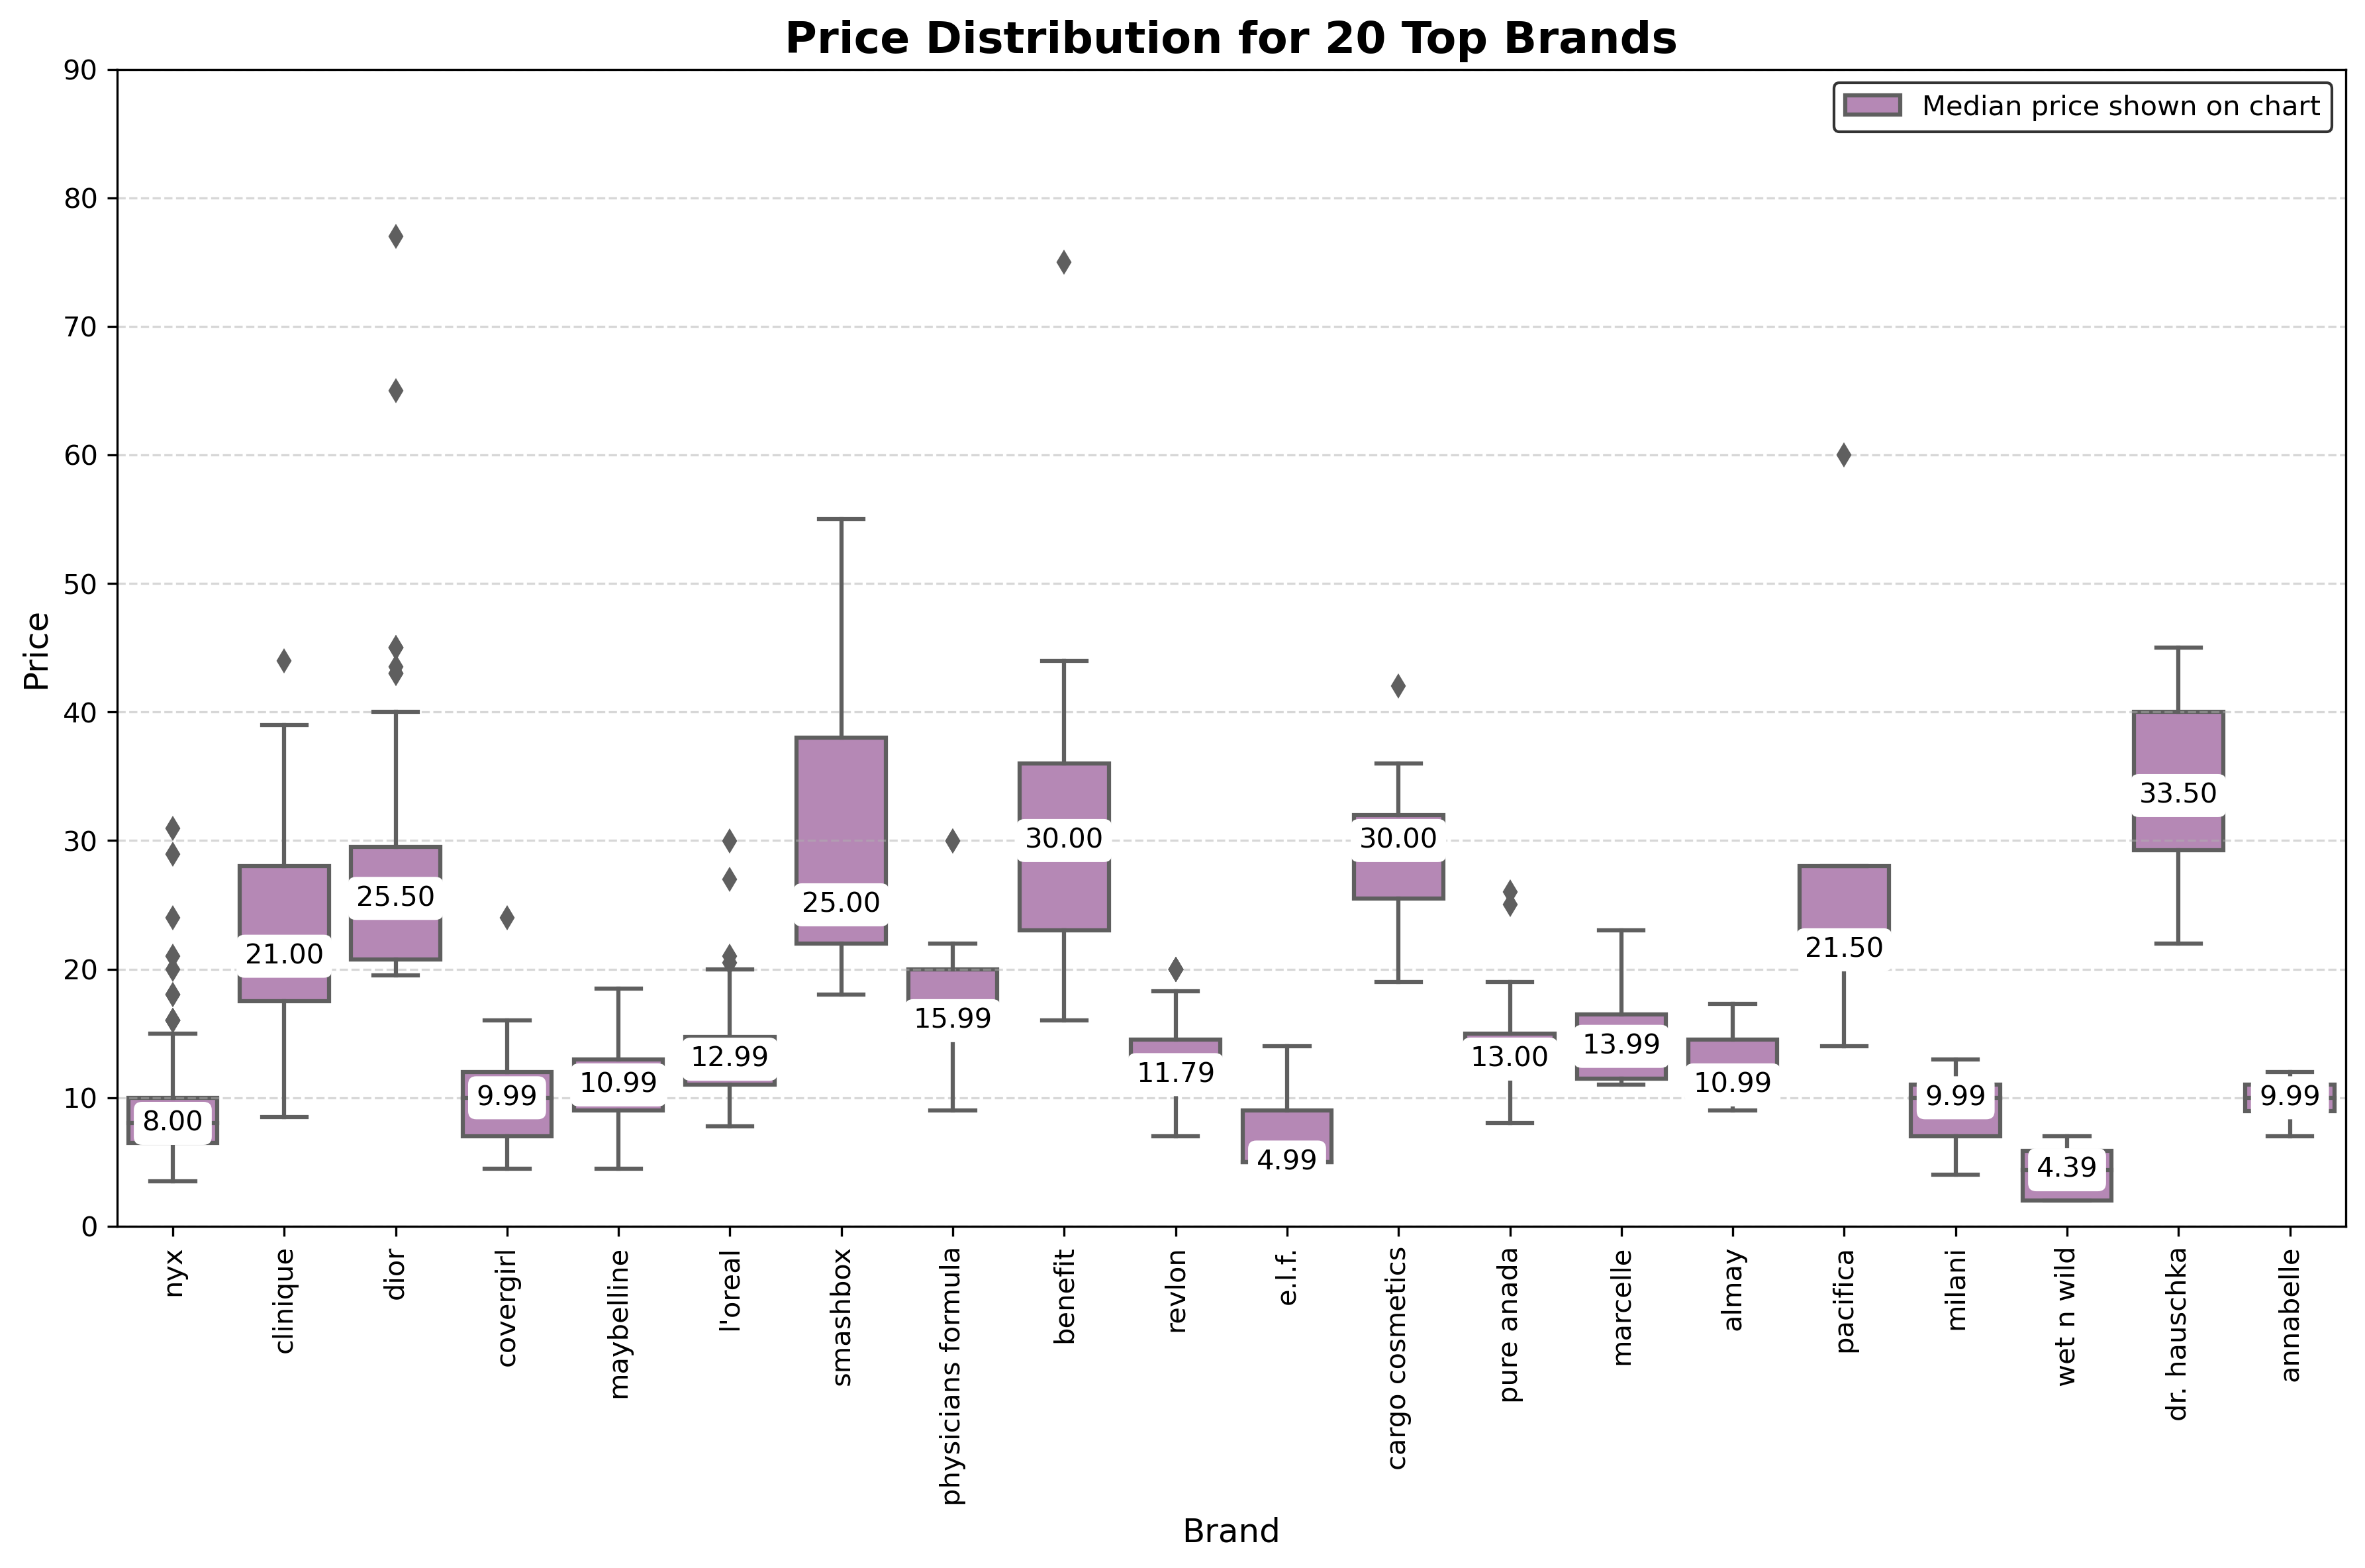 Price Distribution for 20 Top Brands
Median price shown on chart
90
80
70
60
50
40
30
20
10
0
Price
8.00
21.00
25.50
9.99
10.99
12.99
25.00
15.99
30.00
11.79
4.99
30.00
13.00
13.99
10.99
21.50
9.99
4.39
33.50
9.99
nyx
clinique
dior
covergirl
maybelline
l'oreal
smashbox
physicians formula
benefit
revlon
e.l.f.
cargo cosmetics
pure anada
marcelle
almay
pacifica
milani
wet n wild
dr. hauschka
annabelle
Brand